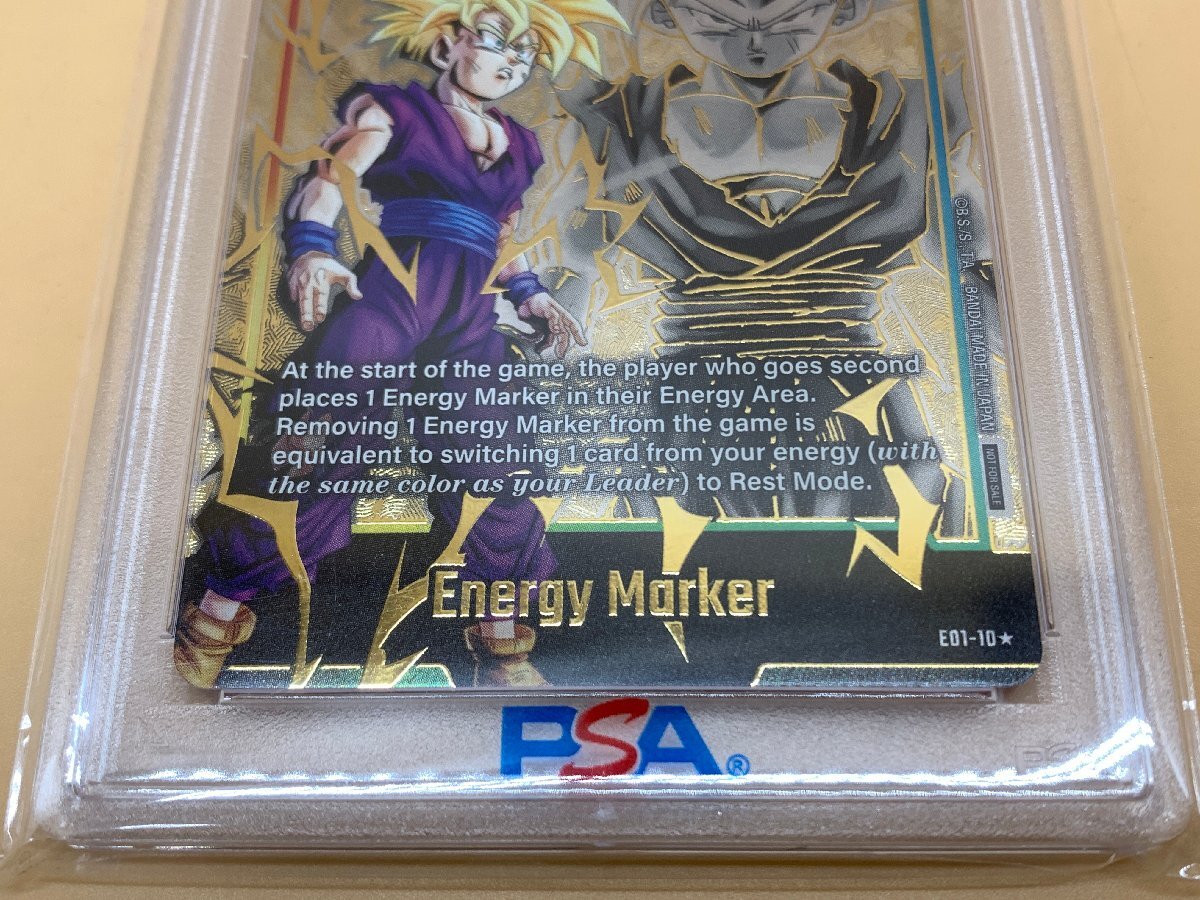 At the start of the game, the player who goes second
places 1 Energy Marker in their Energy Area.
Removing 1 Energy Marker from the game is
equivalent to switching 1 card from your energy (with
the same color as your Leader) to Rest Mode.
©B.S./S., T.A. BANDAI MADE IN JAPAN
NOT FOR SALE
Energy Marker
E01-10★
PSA®